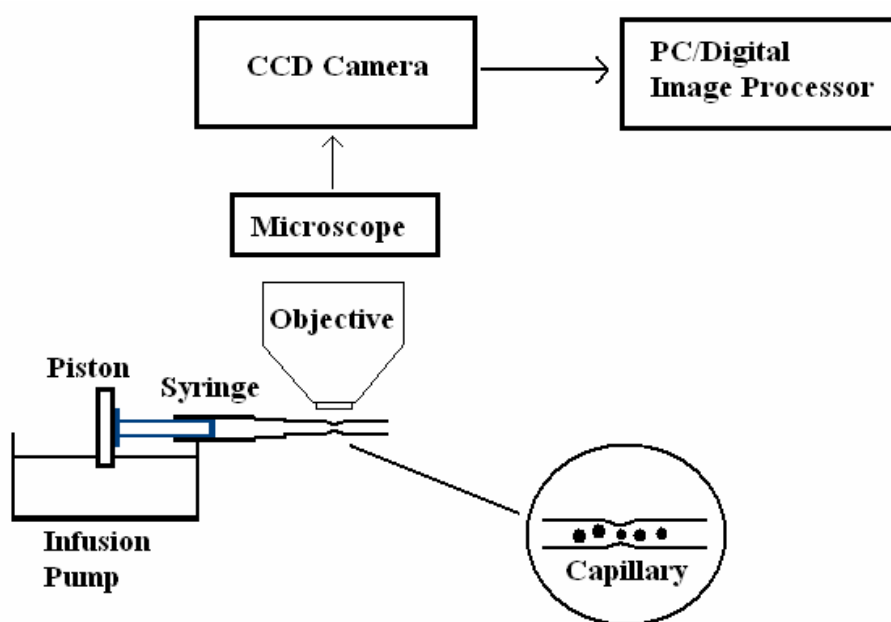 CCD Camera
PC/Digital
Image Processor
Microscope
Objective
Piston
Syringe
Infusion
Pump
Capillary